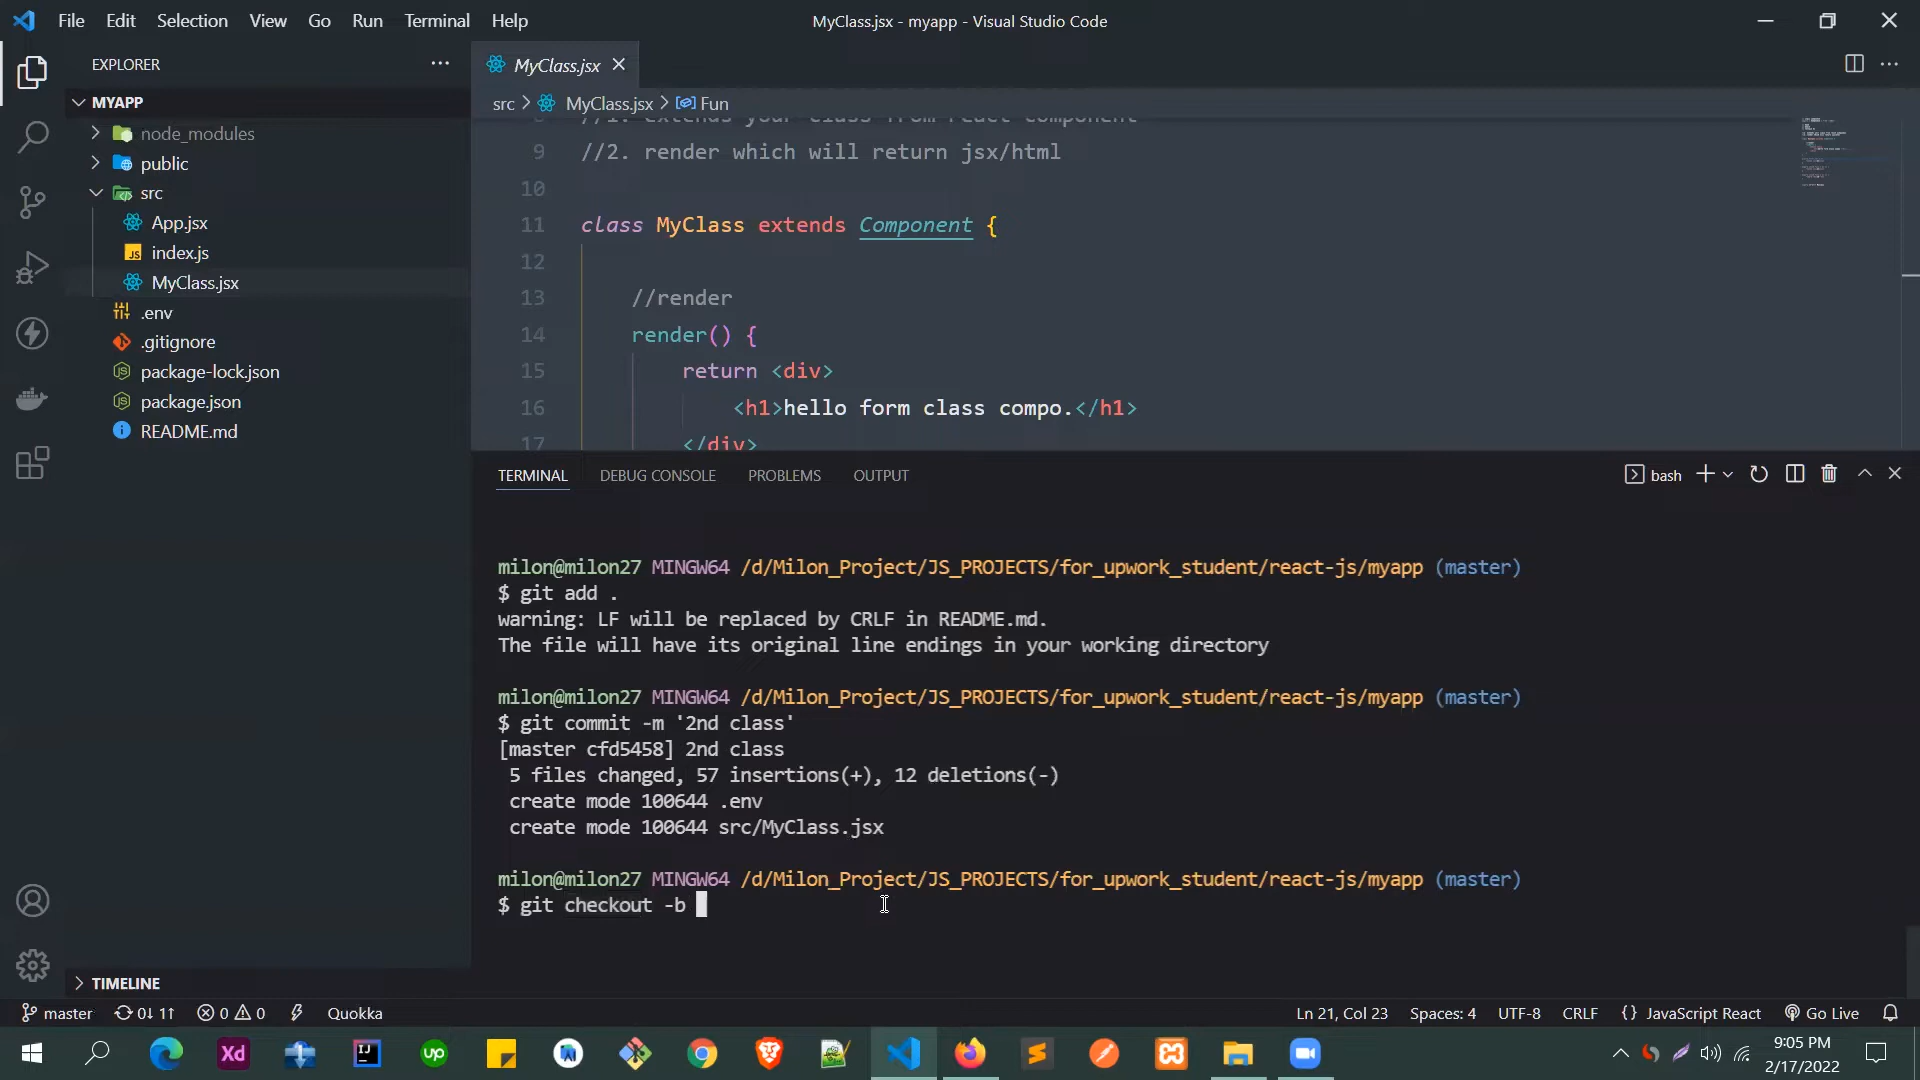 File Edit Selection View Go Run Terminal Help
MyClass.jsx - myapp - Visual Studio Code
EXPLORER
MYAPP
node_modules
public
src
App.jsx
index.js
MyClass.jsx
.env
.gitignore
package-lock.json
package.json
README.md
TIMELINE
MyClass.jsx
src > MyClass.jsx > Fun
//1. extends your class from react component
9 //2. render which will return jsx/html
10
11 class MyClass extends Component {
12
13 //render
14 render() {
15 return <div>
16 <h1>hello form class compo.</h1>
17 </div>
TERMINAL DEBUG CONSOLE PROBLEMS OUTPUT
bash
milon@milon27 MINGW64 /d/Milon_Project/JS_PROJECTS/for_upwork_student/react-js/myapp (master)
$ git add .
warning: LF will be replaced by CRLF in README.md.
The file will have its original line endings in your working directory
milon@milon27 MINGW64 /d/Milon_Project/JS_PROJECTS/for_upwork_student/react-js/myapp (master)
$ git commit -m '2nd class'
[master cfd5458] 2nd class
5 files changed, 57 insertions(+), 12 deletions(-)
create mode 100644 .env
create mode 100644 src/MyClass.jsx
milon@milon27 MINGW64 /d/Milon_Project/JS_PROJECTS/for_upwork_student/react-js/myapp (master)
$ git checkout -b
master 0↓ 1↑ 0 0 Quokka
Ln 21, Col 23 Spaces: 4 UTF-8 CRLF {} JavaScript React Go Live
Xd
up
9:05 PM
2/17/2022